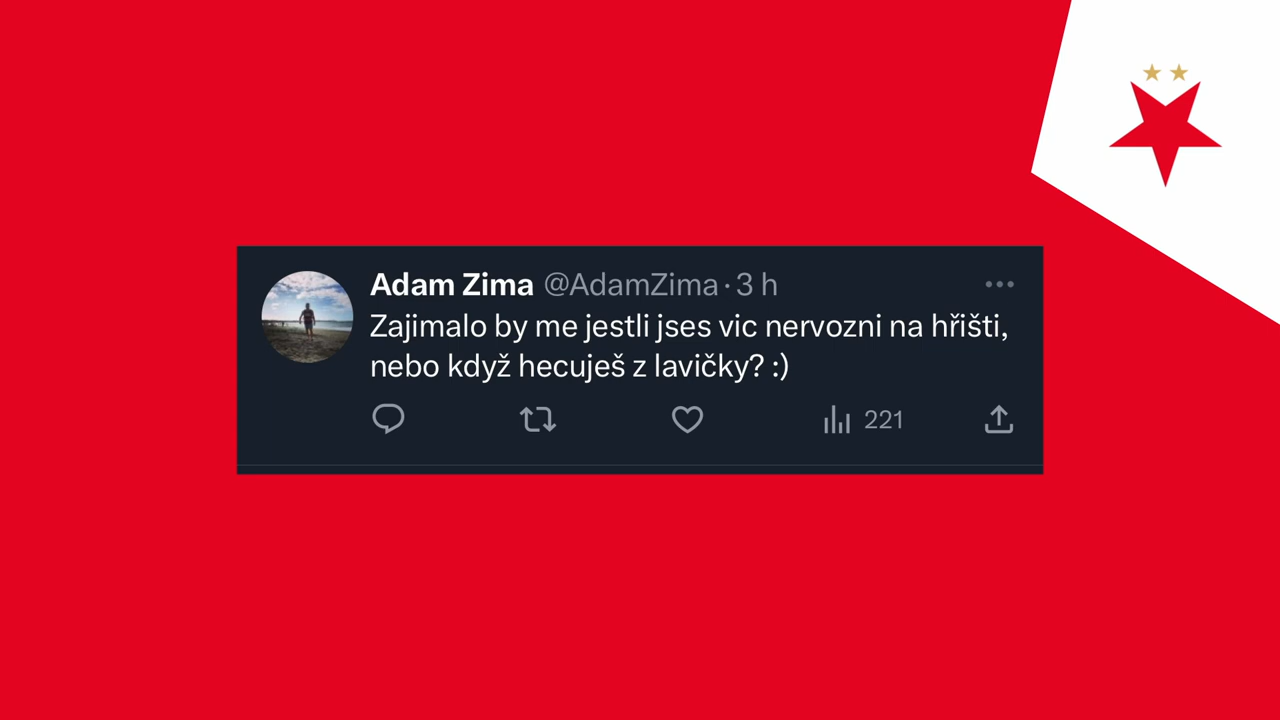 Adam Zima @AdamZima · 3 h
Zajimalo by me jestli jses vic nervozni na hřišti,
nebo když hecuješ z lavičky? :)
221